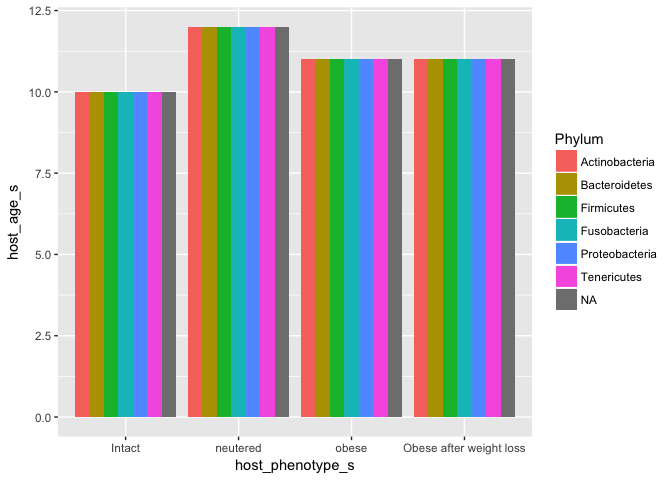 12.5
10.0
7.5
5.0
2.5
0.0
host_age_s
Intact
neutered
obese
Obese after weight loss
host_phenotype_s
Phylum
Actinobacteria
Bacteroidetes
Firmicutes
Fusobacteria
Proteobacteria
Tenericutes
NA